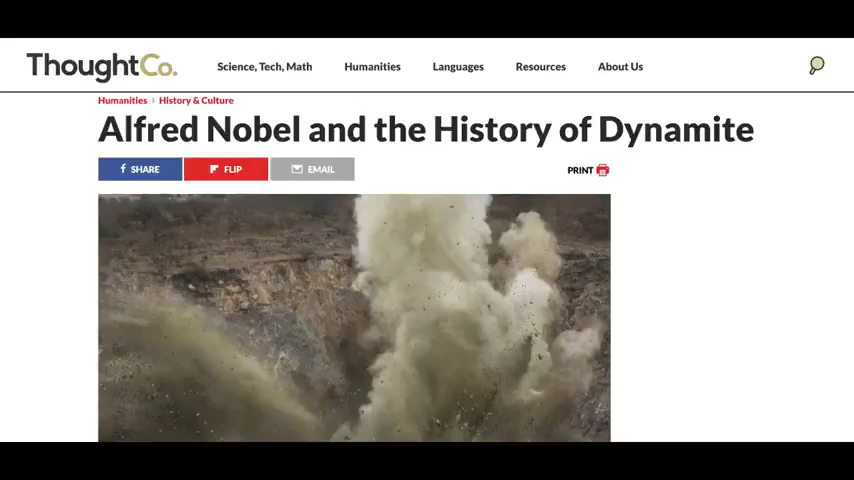 ThoughtCo.
Science, Tech, Math Humanities Languages Resources About Us
Humanities › History & Culture
Alfred Nobel and the History of Dynamite
f SHARE FLIP EMAIL PRINT